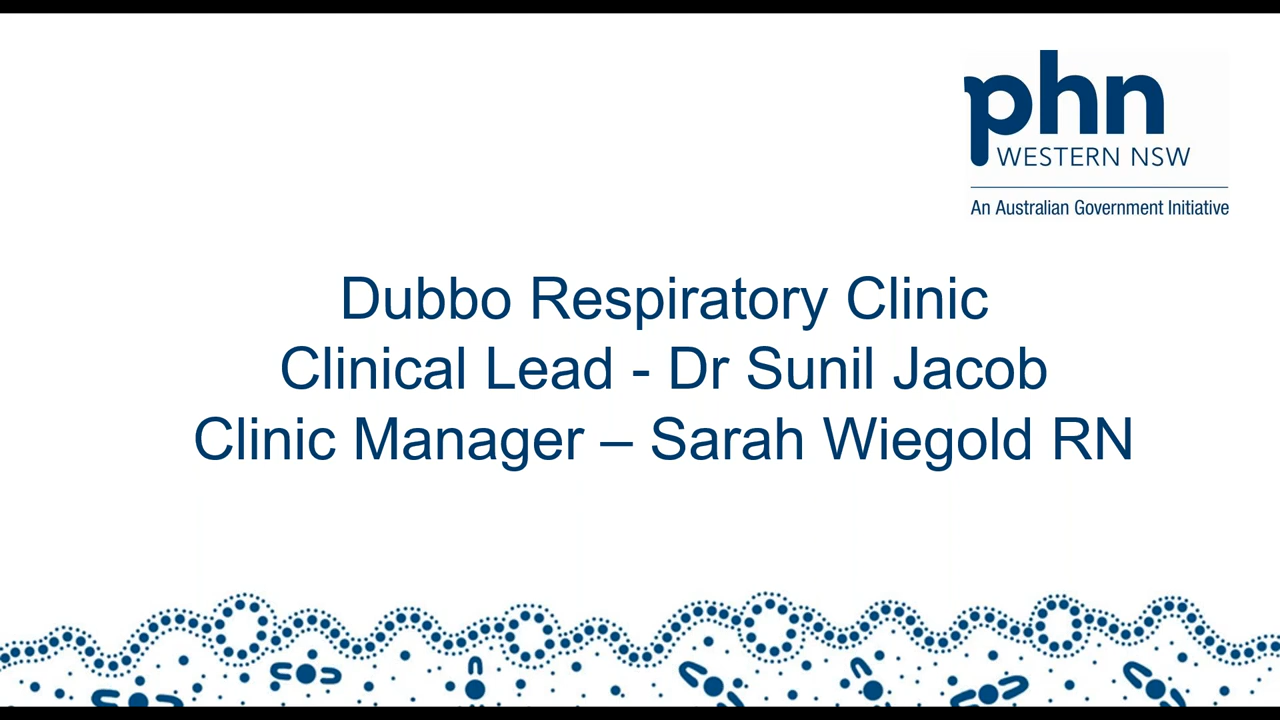 phn
WESTERN NSW
An Australian Government Initiative
Dubbo Respiratory Clinic
Clinical Lead - Dr Sunil Jacob
Clinic Manager – Sarah Wiegold RN